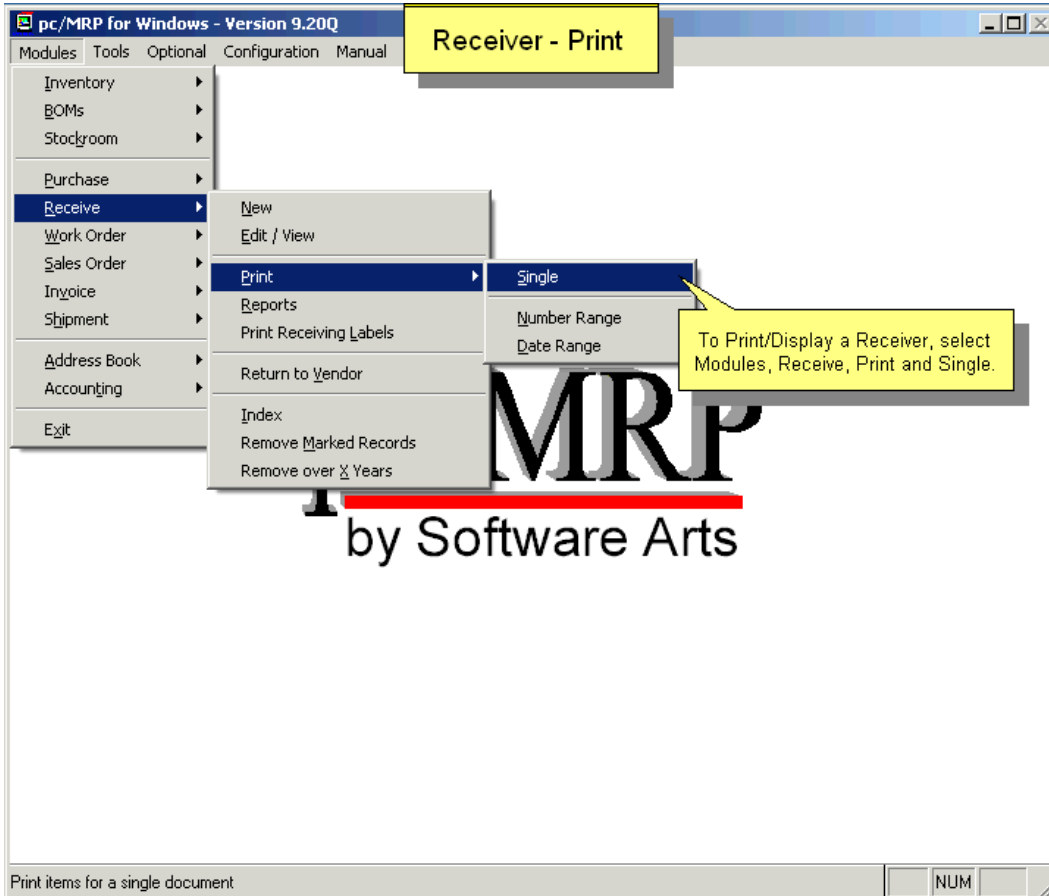 pc/MRP for Windows - Version 9.20Q
Receiver - Print
Modules Tools Optional Configuration Manual
Inventory
BOMs
Stockroom
Purchase
Receive
Work Order
Sales Order
Invoice
Shipment
Address Book
Accounting
Exit
New
Edit / View
Print
Reports
Print Receiving Labels
Return to Vendor
Index
Remove Marked Records
Remove over X Years
Single
Number Range
Date Range
To Print/Display a Receiver, select
Modules, Receive, Print and Single.
MRP
by Software Arts
Print items for a single document
NUM